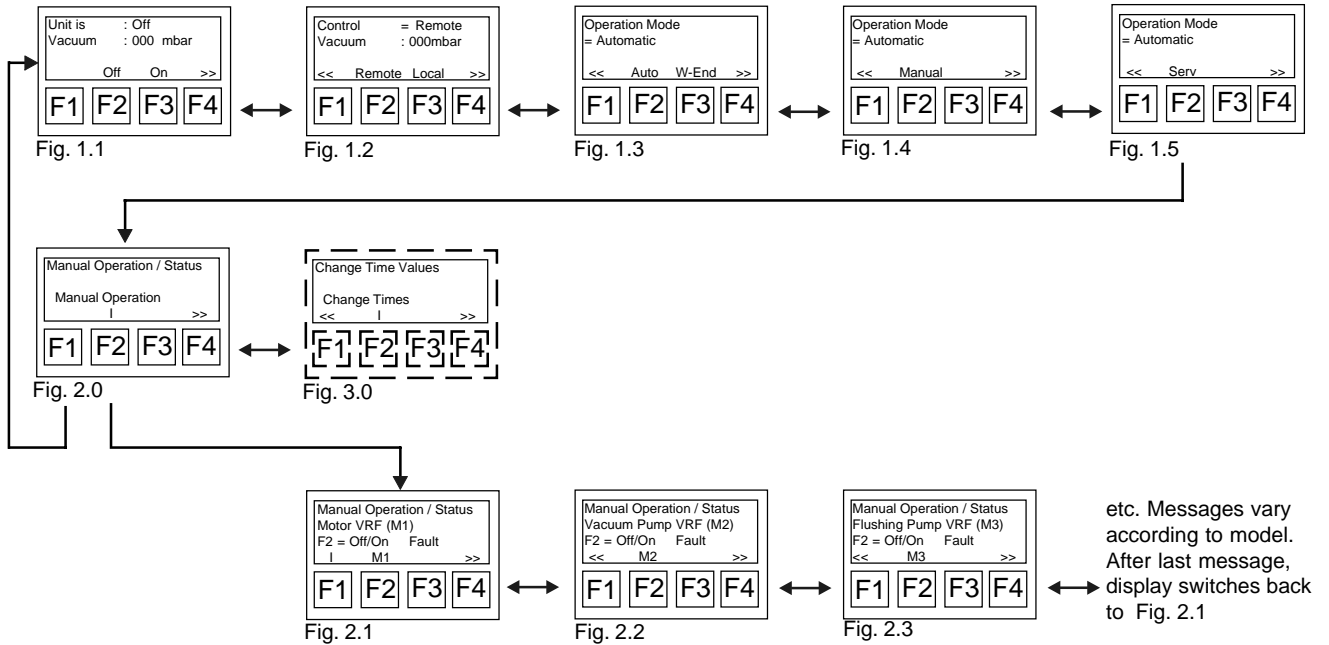 Unit is : Off
Vacuum : 000 mbar
Off On >>
F1 F2 F3 F4
Fig. 1.1
Control = Remote
Vacuum : 000mbar
<< Remote Local >>
F1 F2 F3 F4
Fig. 1.2
Operation Mode
= Automatic
<< Auto W-End >>
F1 F2 F3 F4
Fig. 1.3
Operation Mode
= Automatic
<< Manual >>
F1 F2 F3 F4
Fig. 1.4
Operation Mode
= Automatic
<< Serv >>
F1 F2 F3 F4
Fig. 1.5
Manual Operation / Status
Manual Operation
I >>
F1 F2 F3 F4
Fig. 2.0
Change Time Values
Change Times
<< I >>
F1 F2 F3 F4
Fig. 3.0
Manual Operation / Status
Motor VRF (M1)
F2 = Off/On Fault
I M1 >>
F1 F2 F3 F4
Fig. 2.1
Manual Operation / Status
Vacuum Pump VRF (M2)
F2 = Off/On Fault
<< M2 >>
F1 F2 F3 F4
Fig. 2.2
Manual Operation / Status
Flushing Pump VRF (M3)
F2 = Off/On Fault
<< M3 >>
F1 F2 F3 F4
Fig. 2.3
etc. Messages vary
according to model.
After last message,
display switches back
to Fig. 2.1